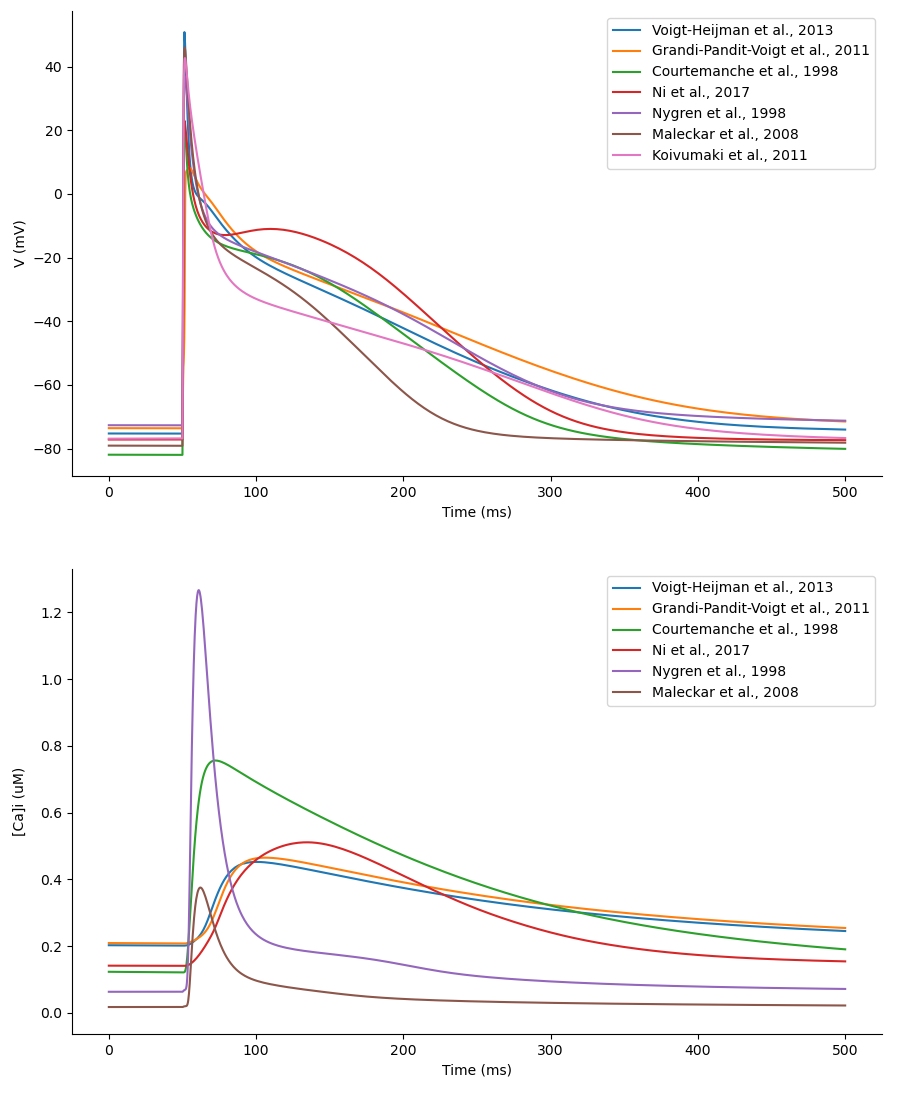 Voigt-Heijman et al., 2013
Grandi-Pandit-Voigt et al., 2011
Courtemanche et al., 1998
Ni et al., 2017
Nygren et al., 1998
Maleckar et al., 2008
Koivumaki et al., 2011
V (mV)
40
20
0
−20
−40
−60
−80
0 100 200 300 400 500
Time (ms)
Voigt-Heijman et al., 2013
Grandi-Pandit-Voigt et al., 2011
Courtemanche et al., 1998
Ni et al., 2017
Nygren et al., 1998
Maleckar et al., 2008
[Ca]i (uM)
1.2
1.0
0.8
0.6
0.4
0.2
0.0
0 100 200 300 400 500
Time (ms)